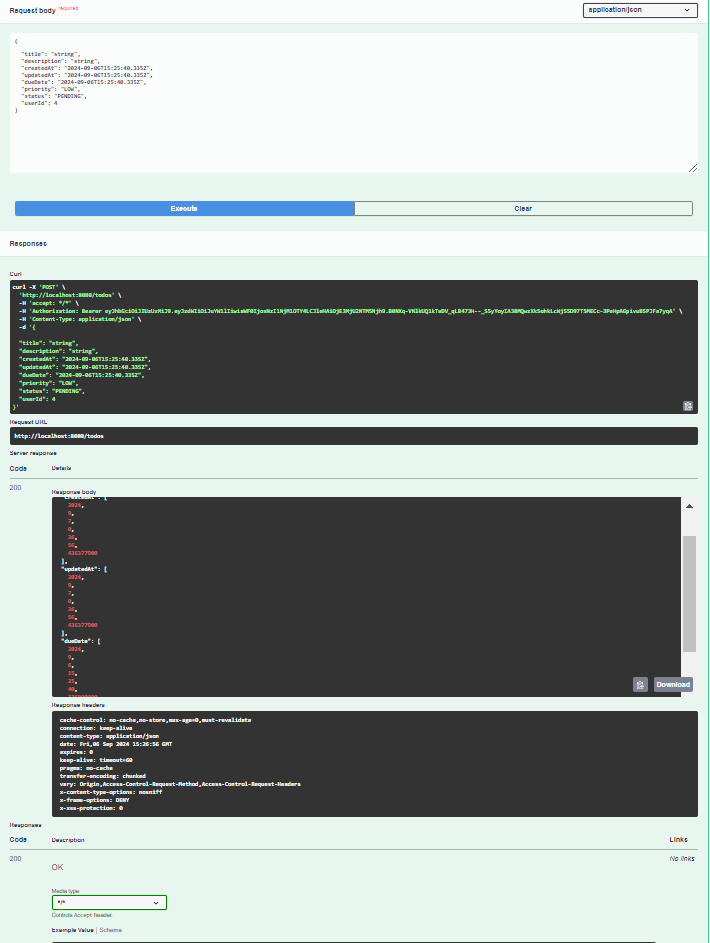 Request body required
application/json
{
"title": "string",
"description": "string",
"createdAt": "2024-09-06T15:25:40.335Z",
"updatedAt": "2024-09-06T15:25:40.335Z",
"dueDate": "2024-09-06T15:25:40.335Z",
"priority": "LOW",
"status": "PENDING",
"userId": 4
}
Execute
Clear
Responses
Curl
curl -X 'POST' \
'http://localhost:8080/todos' \
-H 'accept: */*' \
-H 'Authorization: Bearer
-H 'Content-Type: application/json' \
-d '{
"title": "string",
"description": "string",
"createdAt": "2024-09-06T15:25:40.335Z",
"updatedAt": "2024-09-06T15:25:40.335Z",
"dueDate": "2024-09-06T15:25:40.335Z",
"priority": "LOW",
"status": "PENDING",
"userId": 4
}'
Request URL
http://localhost:8080/todos
Server response
Code
Details
200
Response body
"createdAt": [
2024,
9,
7,
0,
26,
56,
],
"updatedAt": [
2024,
9,
7,
0,
26,
56,
],
"dueDate": [
2024,
9,
6,
15,
25,
40,
Download
Response headers
cache-control: no-cache,no-store,max-age=0,must-revalidate
connection: keep-alive
content-type: application/json
date: Fri,06 Sep 2024 15:26:56 GMT
expires: 0
keep-alive: timeout=60
pragma: no-cache
transfer-encoding: chunked
vary: Origin,Access-Control-Request-Method,Access-Control-Request-Headers
x-content-type-options: nosniff
x-frame-options: DENY
x-xss-protection: 0
Responses
Code
Description
Links
200
OK
No links
Media type
*/*
Controls Accept header.
Example Value | Schema